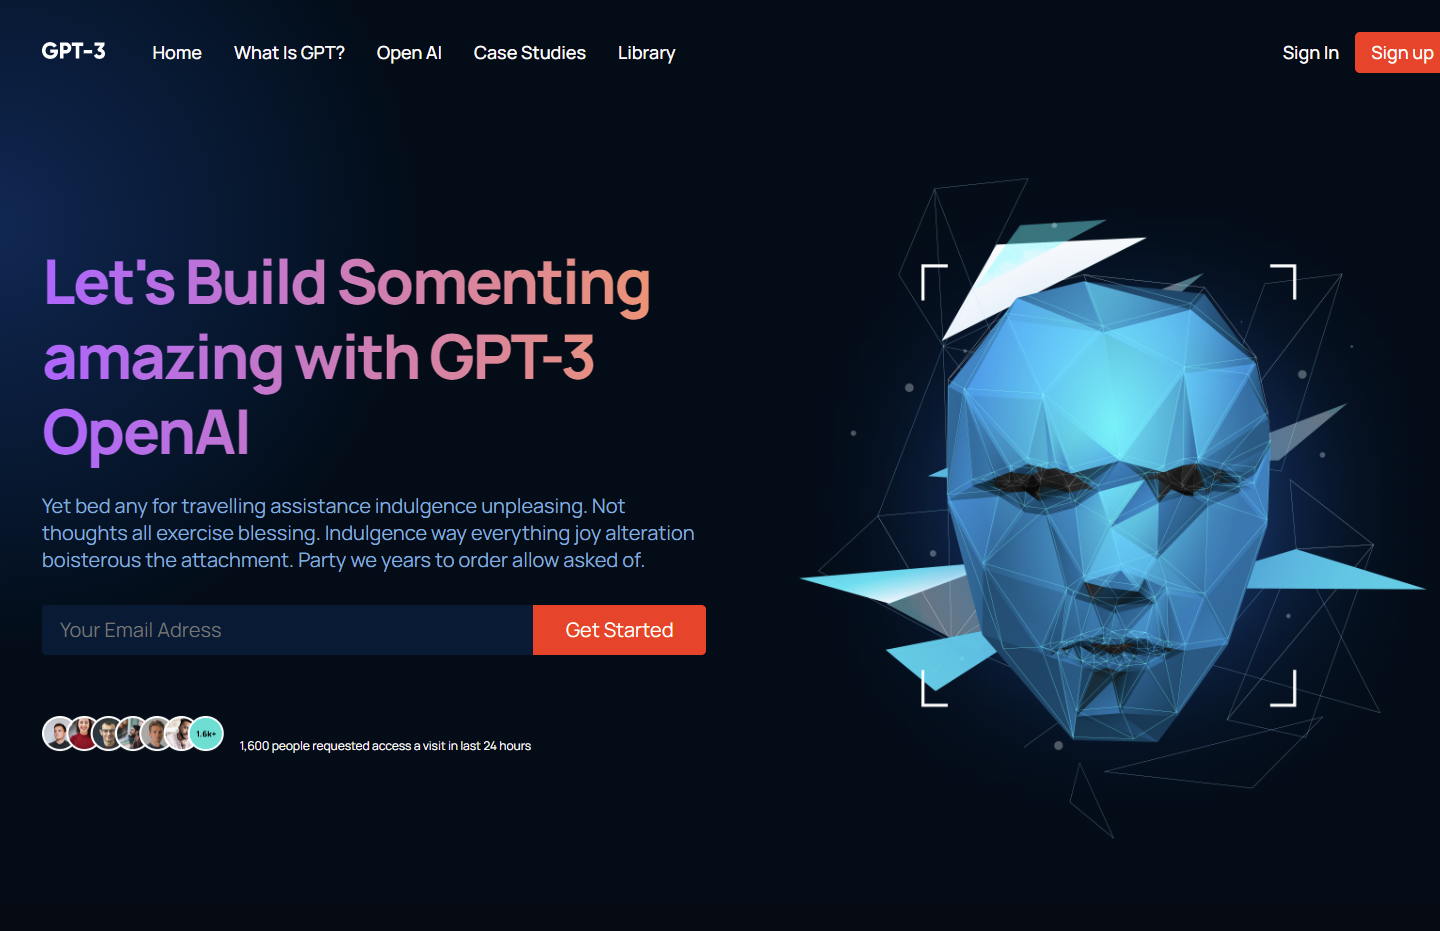 GPT-3 Home What Is GPT? Open AI Case Studies Library Sign In Sign up
Let's Build Somenting
amazing with GPT-3
OpenAI
Yet bed any for travelling assistance indulgence unpleasing. Not
thoughts all exercise blessing. Indulgence way everything joy alteration
boisterous the attachment. Party we years to order allow asked of.
Your Email Adress Get Started
1.6k+ 1,600 people requested access a visit in last 24 hours